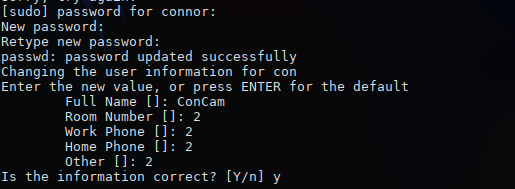 [sudo] password for connor:
New password:
Retype new password:
passwd: password updated successfully
Changing the user information for con
Enter the new value, or press ENTER for the default
Full Name []: ConCam
Room Number []: 2
Work Phone []: 2
Home Phone []: 2
Other []: 2
Is the information correct? [Y/n] y